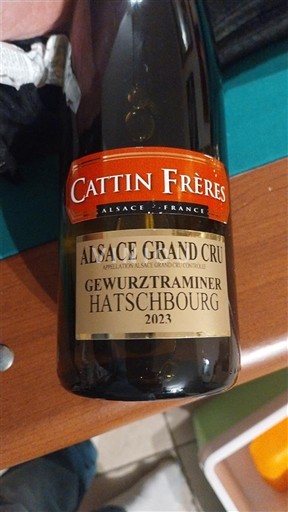 CATTIN FRÈRES
ALSACE - FRANCE
ALSACE GRAND CRU
APPELLATION ALSACE GRAND CRU CONTRÔLÉE
GEWURZTRAMINER
HATSCHBOURG
2023